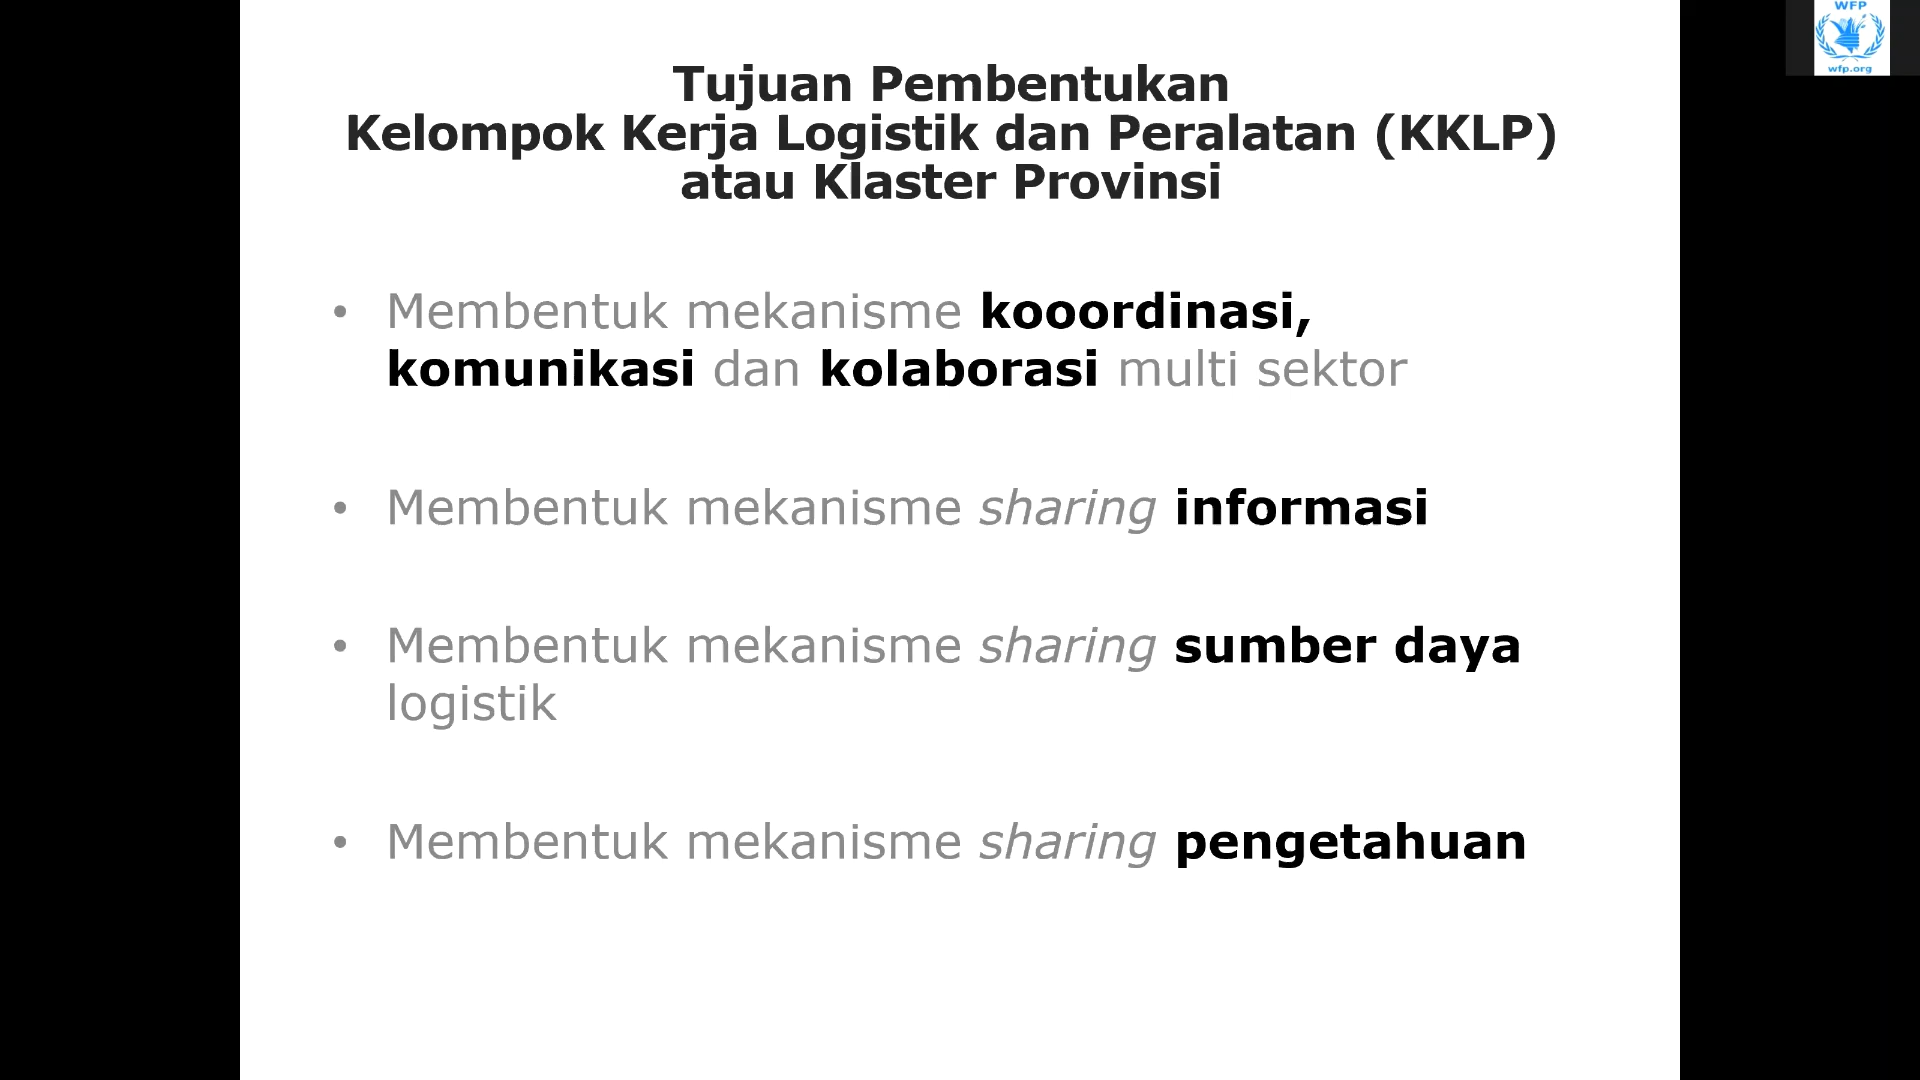 WFP
wfp.org
Tujuan Pembentukan
Kelompok Kerja Logistik dan Peralatan (KKLP)
atau Klaster Provinsi
• Membentuk mekanisme kooordinasi,
komunikasi dan kolaborasi multi sektor
• Membentuk mekanisme sharing informasi
• Membentuk mekanisme sharing sumber daya
logistik
• Membentuk mekanisme sharing pengetahuan